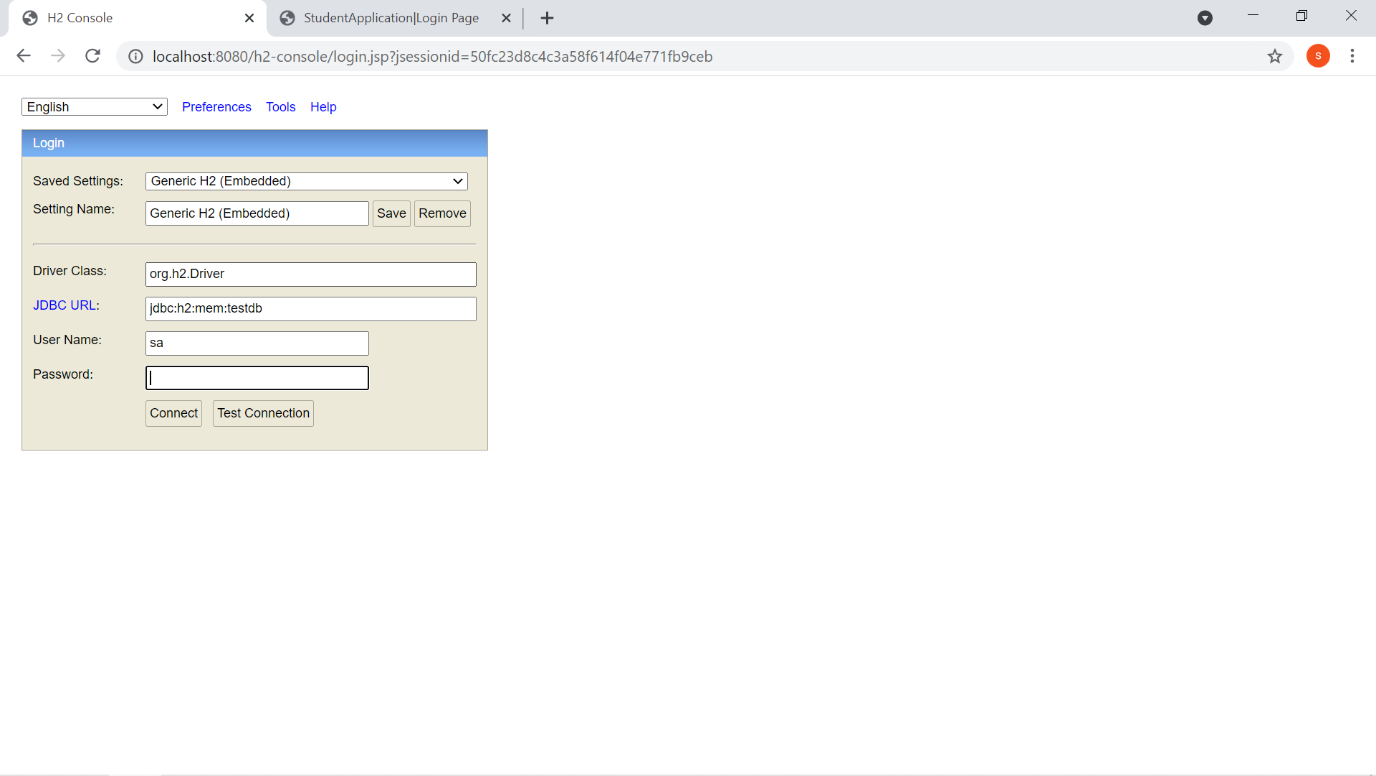 H2 Console
StudentApplication|Login Page
localhost:8080/h2-console/login.jsp?jsessionid=50fc23d8c4c3a58f614f04e771fb9ceb
S
English Preferences Tools Help
Login
Saved Settings: Generic H2 (Embedded)
Setting Name: Generic H2 (Embedded) Save Remove
Driver Class: org.h2.Driver
JDBC URL: jdbc:h2:mem:testdb
User Name: sa
Password:
Connect Test Connection